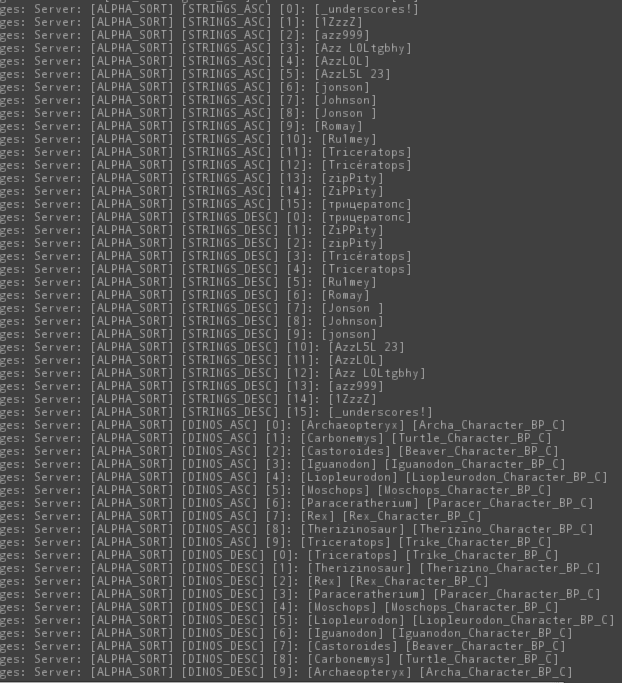 ges: Server: [ALPHA_SORT] [STRINGS_ASC] [0]: [_underscores!]
ges: Server: [ALPHA_SORT] [STRINGS_ASC] [1]: [1ZzzZ]
ges: Server: [ALPHA_SORT] [STRINGS_ASC] [2]: [azz999]
ges: Server: [ALPHA_SORT] [STRINGS_ASC] [3]: [Azz LOLtgbhy]
ges: Server: [ALPHA_SORT] [STRINGS_ASC] [4]: [AzzLOL]
ges: Server: [ALPHA_SORT] [STRINGS_ASC] [5]: [AzzL5L 23]
ges: Server: [ALPHA_SORT] [STRINGS_ASC] [6]: [jonson]
ges: Server: [ALPHA_SORT] [STRINGS_ASC] [7]: [Johnson]
ges: Server: [ALPHA_SORT] [STRINGS_ASC] [8]: [Jonson ]
ges: Server: [ALPHA_SORT] [STRINGS_ASC] [9]: [Romay]
ges: Server: [ALPHA_SORT] [STRINGS_ASC] [10]: [Ru1mey]
ges: Server: [ALPHA_SORT] [STRINGS_ASC] [11]: [Triceratops]
ges: Server: [ALPHA_SORT] [STRINGS_ASC] [12]: [Tricératops]
ges: Server: [ALPHA_SORT] [STRINGS_ASC] [13]: [zipPity]
ges: Server: [ALPHA_SORT] [STRINGS_ASC] [14]: [ZiPPity]
ges: Server: [ALPHA_SORT] [STRINGS_ASC] [15]: [трицератопс]
ges: Server: [ALPHA_SORT] [STRINGS_DESC] [0]: [трицератопс]
ges: Server: [ALPHA_SORT] [STRINGS_DESC] [1]: [ZiPPity]
ges: Server: [ALPHA_SORT] [STRINGS_DESC] [2]: [zipPity]
ges: Server: [ALPHA_SORT] [STRINGS_DESC] [3]: [Tricératops]
ges: Server: [ALPHA_SORT] [STRINGS_DESC] [4]: [Triceratops]
ges: Server: [ALPHA_SORT] [STRINGS_DESC] [5]: [Ru1mey]
ges: Server: [ALPHA_SORT] [STRINGS_DESC] [6]: [Romay]
ges: Server: [ALPHA_SORT] [STRINGS_DESC] [7]: [Jonson ]
ges: Server: [ALPHA_SORT] [STRINGS_DESC] [8]: [Johnson]
ges: Server: [ALPHA_SORT] [STRINGS_DESC] [9]: [jonson]
ges: Server: [ALPHA_SORT] [STRINGS_DESC] [10]: [AzzL5L 23]
ges: Server: [ALPHA_SORT] [STRINGS_DESC] [11]: [AzzLOL]
ges: Server: [ALPHA_SORT] [STRINGS_DESC] [12]: [Azz LOLtgbhy]
ges: Server: [ALPHA_SORT] [STRINGS_DESC] [13]: [azz999]
ges: Server: [ALPHA_SORT] [STRINGS_DESC] [14]: [1ZzzZ]
ges: Server: [ALPHA_SORT] [STRINGS_DESC] [15]: [_underscores!]
ges: Server: [ALPHA_SORT] [DINOS_ASC] [0]: [Archaeopteryx] [Archa_Character_BP_C]
ges: Server: [ALPHA_SORT] [DINOS_ASC] [1]: [Carbonemys] [Turtle_Character_BP_C]
ges: Server: [ALPHA_SORT] [DINOS_ASC] [2]: [Castoroides] [Beaver_Character_BP_C]
ges: Server: [ALPHA_SORT] [DINOS_ASC] [3]: [Iguanodon] [Iguanodon_Character_BP_C]
ges: Server: [ALPHA_SORT] [DINOS_ASC] [4]: [Liopleurodon] [Liopleurodon_Character_BP_C]
ges: Server: [ALPHA_SORT] [DINOS_ASC] [5]: [Moschops] [Moschops_Character_BP_C]
ges: Server: [ALPHA_SORT] [DINOS_ASC] [6]: [Paraceratherium] [Paracer_Character_BP_C]
ges: Server: [ALPHA_SORT] [DINOS_ASC] [7]: [Rex] [Rex_Character_BP_C]
ges: Server: [ALPHA_SORT] [DINOS_ASC] [8]: [Therizinosaur] [Therizino_Character_BP_C]
ges: Server: [ALPHA_SORT] [DINOS_ASC] [9]: [Triceratops] [Trike_Character_BP_C]
ges: Server: [ALPHA_SORT] [DINOS_DESC] [0]: [Triceratops] [Trike_Character_BP_C]
ges: Server: [ALPHA_SORT] [DINOS_DESC] [1]: [Therizinosaur] [Therizino_Character_BP_C]
ges: Server: [ALPHA_SORT] [DINOS_DESC] [2]: [Rex] [Rex_Character_BP_C]
ges: Server: [ALPHA_SORT] [DINOS_DESC] [3]: [Paraceratherium] [Paracer_Character_BP_C]
ges: Server: [ALPHA_SORT] [DINOS_DESC] [4]: [Moschops] [Moschops_Character_BP_C]
ges: Server: [ALPHA_SORT] [DINOS_DESC] [5]: [Liopleurodon] [Liopleurodon_Character_BP_C]
ges: Server: [ALPHA_SORT] [DINOS_DESC] [6]: [Iguanodon] [Iguanodon_Character_BP_C]
ges: Server: [ALPHA_SORT] [DINOS_DESC] [7]: [Castoroides] [Beaver_Character_BP_C]
ges: Server: [ALPHA_SORT] [DINOS_DESC] [8]: [Carbonemys] [Turtle_Character_BP_C]
ges: Server: [ALPHA_SORT] [DINOS_DESC] [9]: [Archaeopteryx] [Archa_Character_BP_C]